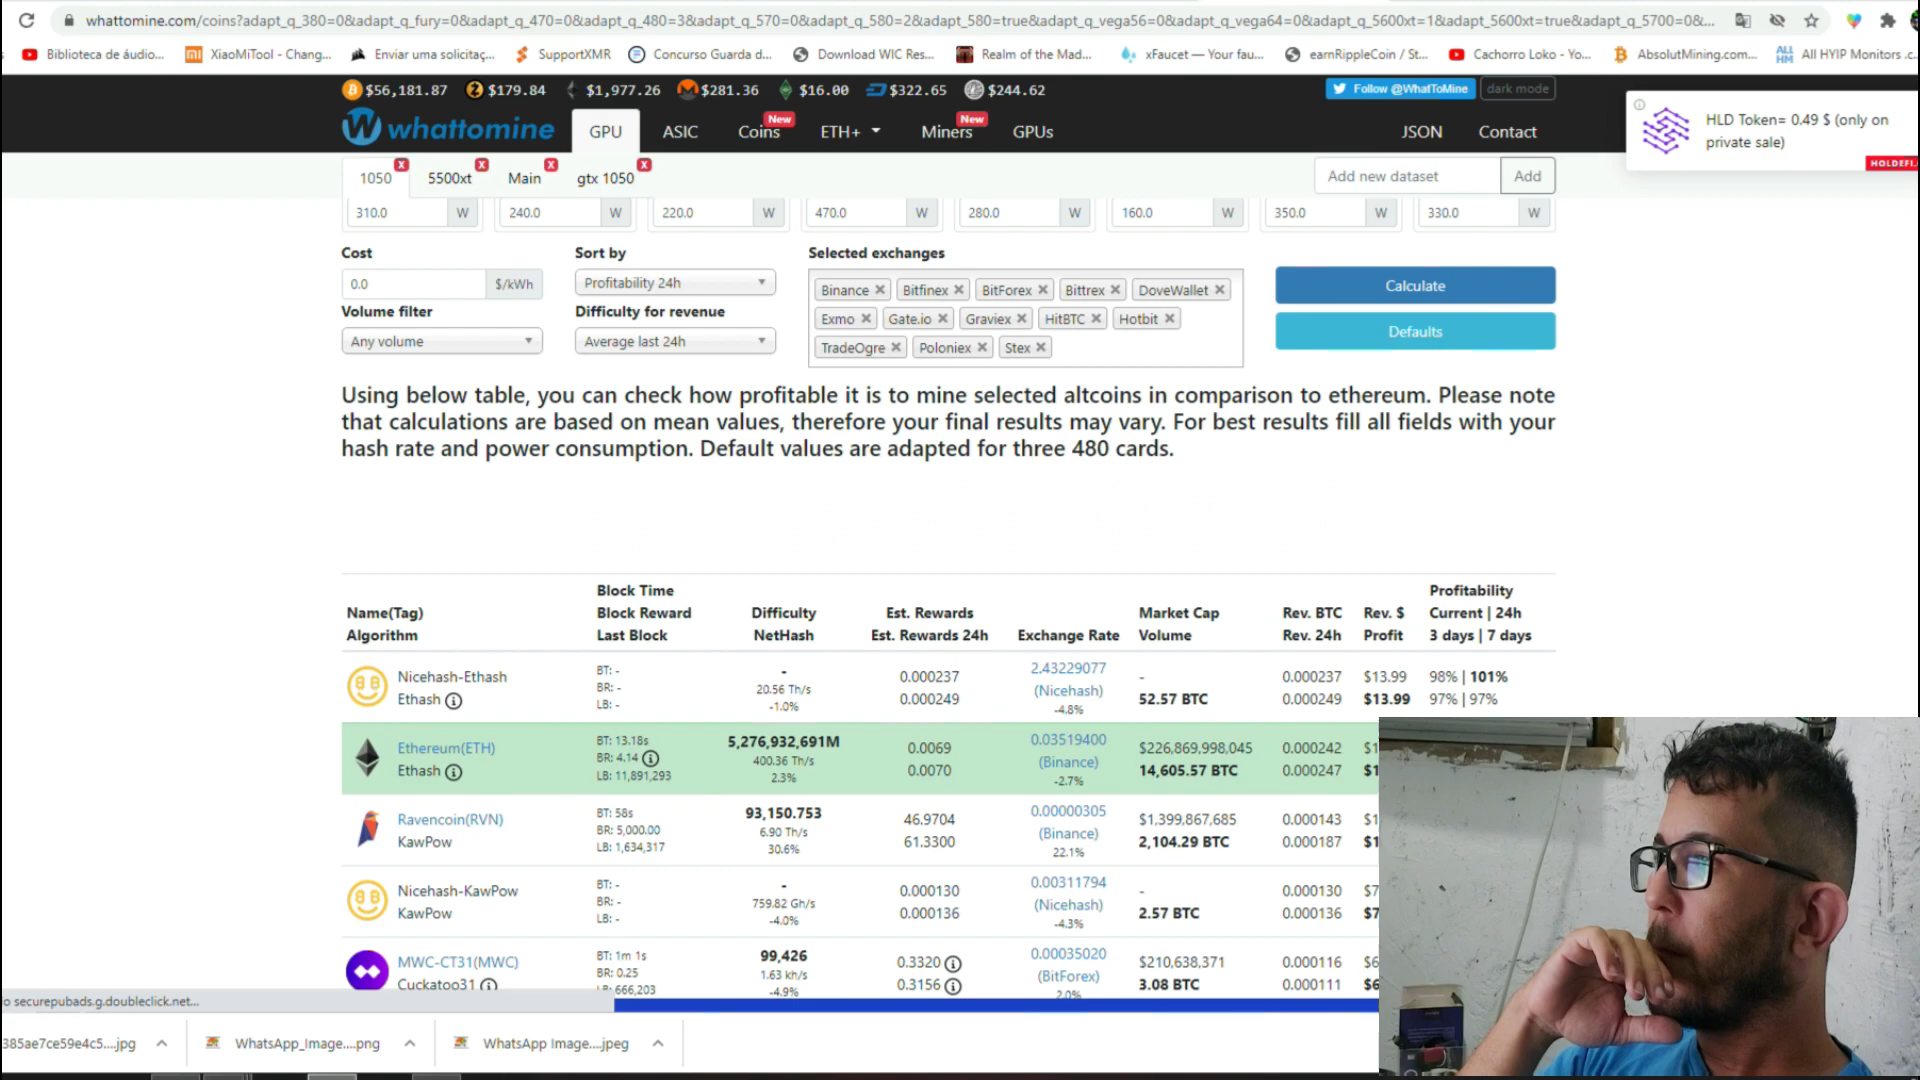 whattomine.com/coins?adapt_q_380=0&adapt_q_fury=0&adapt_q_470=0&adapt_q_480=3&adapt_q_570=0&adapt_q_580=2&adapt_580=true&adapt_q_vega56=0&adapt_q_vega64=0&adapt_q_5600xt=1&adapt_5600xt=true&adapt_q_5700=0&...
Biblioteca de áudio... XiaoMiTool - Chang... Enviar uma solicitaç... SupportXMR Concurso Guarda d... Download WIC Res... Realm of the Mad... xFaucet — Your fau... earnRippleCoin / St... Cachorro Loko - Yo... AbsolutMining.com... ALL HM All HYIP Monitors .c...
$56,181.87 $179.84 $1,977.26 $281.36 $16.00 $322.65 $244.62 Follow @WhatToMine dark mode
whattomine GPU ASIC Coins New ETH+ Miners New GPUs JSON Contact
HLD Token= 0.49 $ (only on
private sale)
HOLDEFI.
1050 x 5500xt x Main x gtx 1050 x Add new dataset Add
310.0 W 240.0 W 220.0 W 470.0 W 280.0 W 160.0 W 350.0 W 330.0 W
Cost Sort by Selected exchanges
0.0 $/kWh Profitability 24h
Binance Bitfinex BitForex Bittrex DoveWallet
Exmo Gate.io Graviex HitBTC Hotbit
TradeOgre Poloniex Stex
Calculate
Defaults
Volume filter Difficulty for revenue
Any volume Average last 24h
Using below table, you can check how profitable it is to mine selected altcoins in comparison to ethereum. Please note
that calculations are based on mean values, therefore your final results may vary. For best results fill all fields with your
hash rate and power consumption. Default values are adapted for three 480 cards.
Block Time Profitability
Name(Tag) Block Reward Difficulty Est. Rewards Market Cap Rev. BTC Rev. $ Current | 24h
Algorithm Last Block NetHash Est. Rewards 24h Exchange Rate Volume Rev. 24h Profit 3 days | 7 days
Nicehash-Ethash BT: - - 0.000237 2.43229077 - 0.000237 $13.99 98% | 101%
Ethash BR: - 20.56 Th/s 0.000249 (Nicehash) 52.57 BTC 0.000249 $13.99 97% | 97%
LB: - -1.0% -4.8%
Ethereum(ETH) BT: 13.18s 5,276,932,691M 0.0069 0.03519400 $226,869,998,045 0.000242 $1
Ethash BR: 4.14 400.36 Th/s 0.0070 (Binance) 14,605.57 BTC 0.000247 $1
LB: 11,891,293 2.3% -2.7%
Ravencoin(RVN) BT: 58s 93,150.753 46.9704 0.00000305 $1,399,867,685 0.000143 $
KawPow BR: 5,000.00 6.90 Th/s 61.3300 (Binance) 2,104.29 BTC 0.000187 $1
LB: 1,634,317 30.6% 22.1%
Nicehash-KawPow BT: - - 0.000130 0.00311794 - 0.000130 $7
KawPow BR: - 759.82 Gh/s 0.000136 (Nicehash) 2.57 BTC 0.000136 $7
LB: - -4.0% -4.3%
MWC-CT31(MWC) BT: 1m 1s 99,426 0.3320 0.00035020 $210,638,371 0.000116 $6
Cuckatoo31 BR: 0.25 1.63 kh/s 0.3156 (BitForex) 3.08 BTC 0.000111 $6
LB: 666,203 -4.9% 2.0%
o securepubads.g.doubleclick.net...
385ae7ce59e4c5....jpg WhatsApp_Image....png WhatsApp Image....jpeg